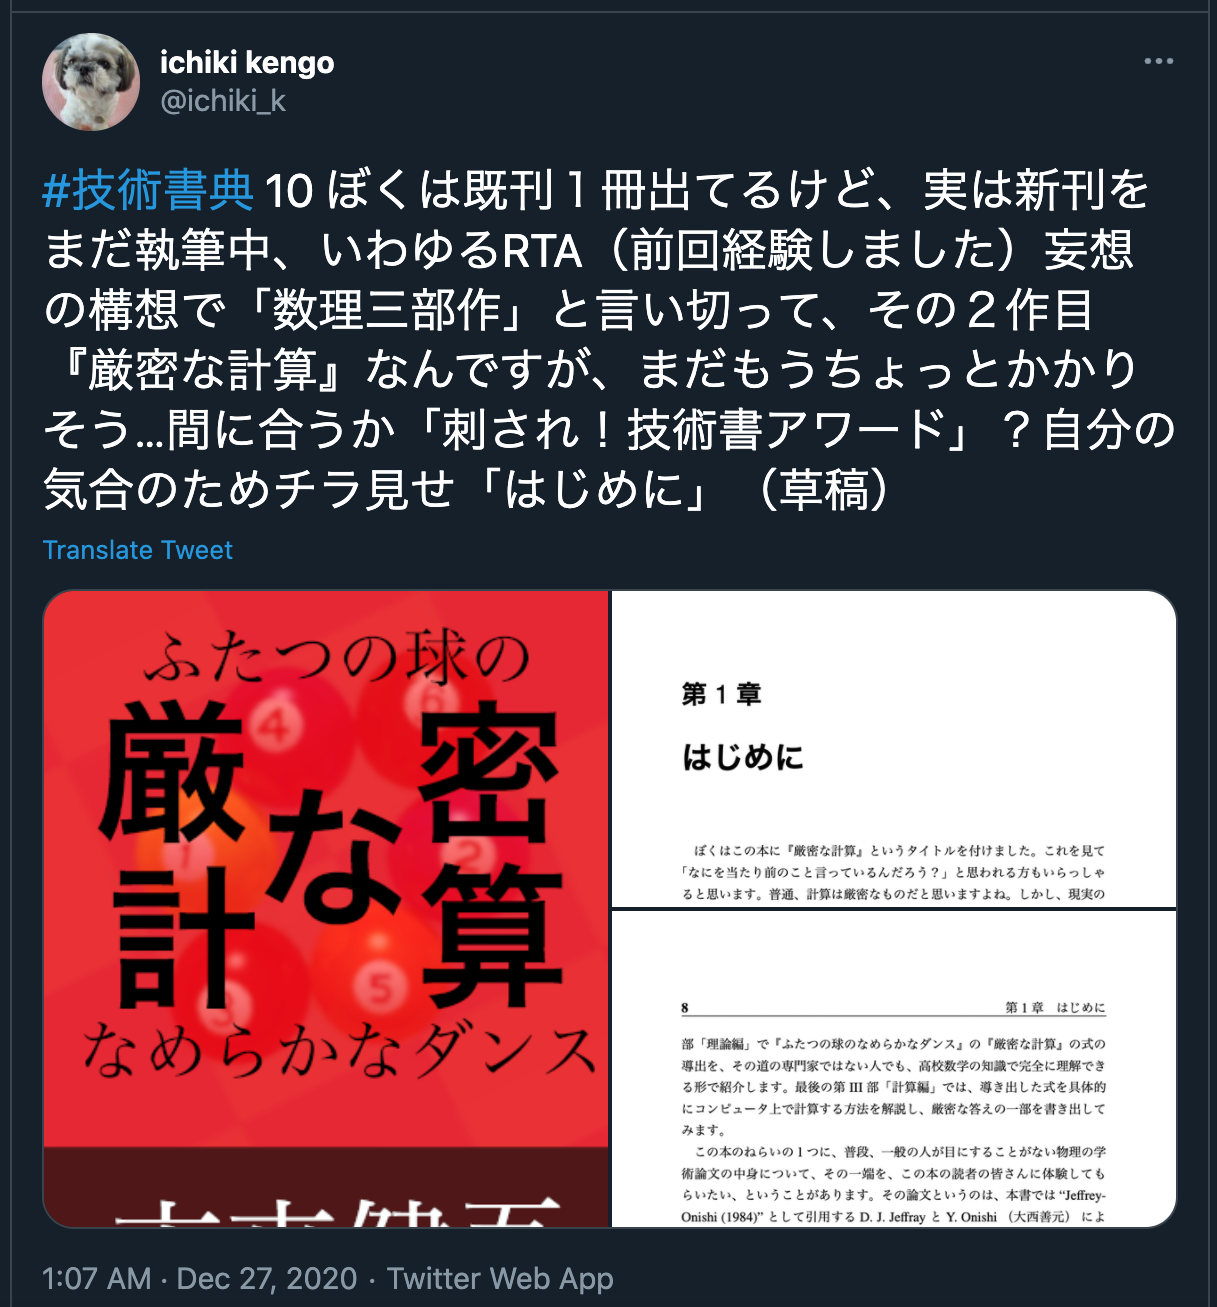 ichiki kengo
@ichiki_k
#技術書典 10 ぼくは既刊１冊出てるけど、実は新刊を
まだ執筆中、いわゆるRTA（前回経験しました）妄想
の構想で「数理三部作」と言い切って、その２作目
『厳密な計算』なんですが、まだもうちょっとかかり
そう...間に合うか「刺され！技術書アワード」？自分の
気合のためチラ見せ「はじめに」（草稿）
Translate Tweet
ふたつの球の
厳密な計算
なめらかなダンス
4
6
1
2
3
5
第 1 章
はじめに
ぼくはこの本に『厳密な計算』というタイトルを付けました。これを見て
「なにを当たり前のこと言っているんだろう？」と思われる方もいらっしゃ
ると思います。普通、計算は厳密なものだと思いますよね。しかし、現実の
8 第 1 章　はじめに
部「理論編」で『ふたつの球のなめらかなダンス』の『厳密な計算』の式の
導出を、その道の専門家ではない人でも、高校数学の知識で完全に理解でき
る形で紹介します。最後の第 III 部「計算編」では、導き出した式を具体的
にコンピュータ上で計算する方法を解説し、厳密な答えの一部を書き出して
みます。
この本のねらいの 1 つに、普段、一般の人が目にすることがない物理の学
術論文の中身について、その一端を、この本の読者の皆さんに体験しても
らいたい、ということがあります。その論文というのは、本書では “Jeffrey-
Onishi (1984)” として引用する D. J. Jeffray と Y. Onishi （大西善元） によ
1:07 AM · Dec 27, 2020 · Twitter Web App